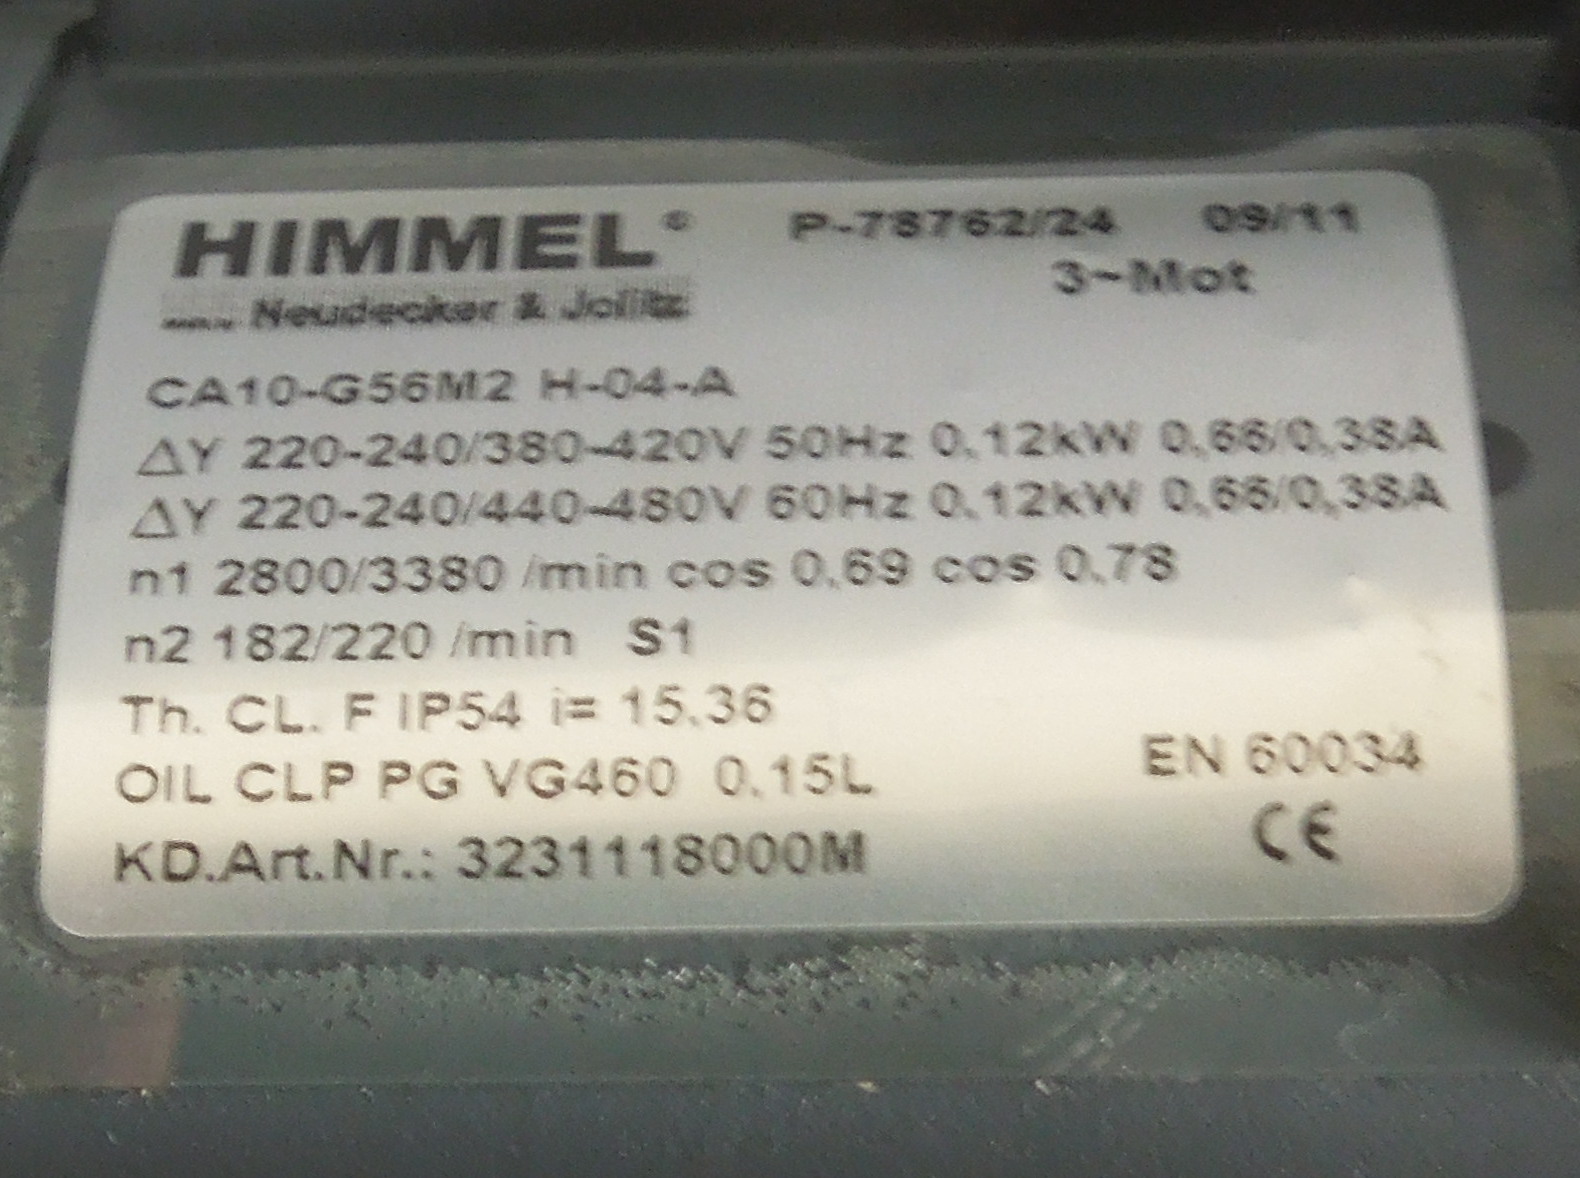 HIMMEL® P-78762/24 09/11
Neudecker & Jolitz 3~Mot
CA10-G56M2 H-04-A
ΔY 220-240/380-420V 50Hz 0,12kW 0,66/0,38A
ΔY 220-240/440-480V 60Hz 0,12kW 0,66/0,38A
n1 2800/3380 /min cos 0,69 cos 0,78
n2 182/220 /min S1
Th. CL. F IP54 i= 15,36
OIL CLP PG VG460 0,15L EN 60034
CE
KD.Art.Nr.: 3231118000M